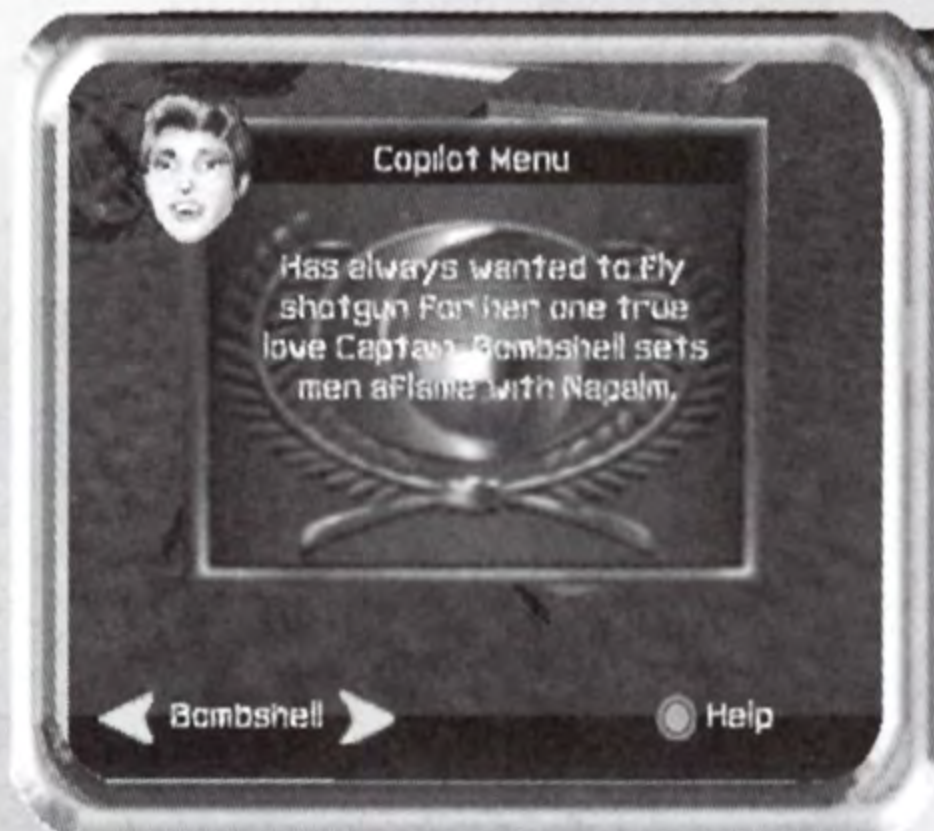 Copilot Menu
Has always wanted to fly
shotgun for her one true
love Captain. Bombshell sets
men aflame with Napalm.
Bombshell
Help